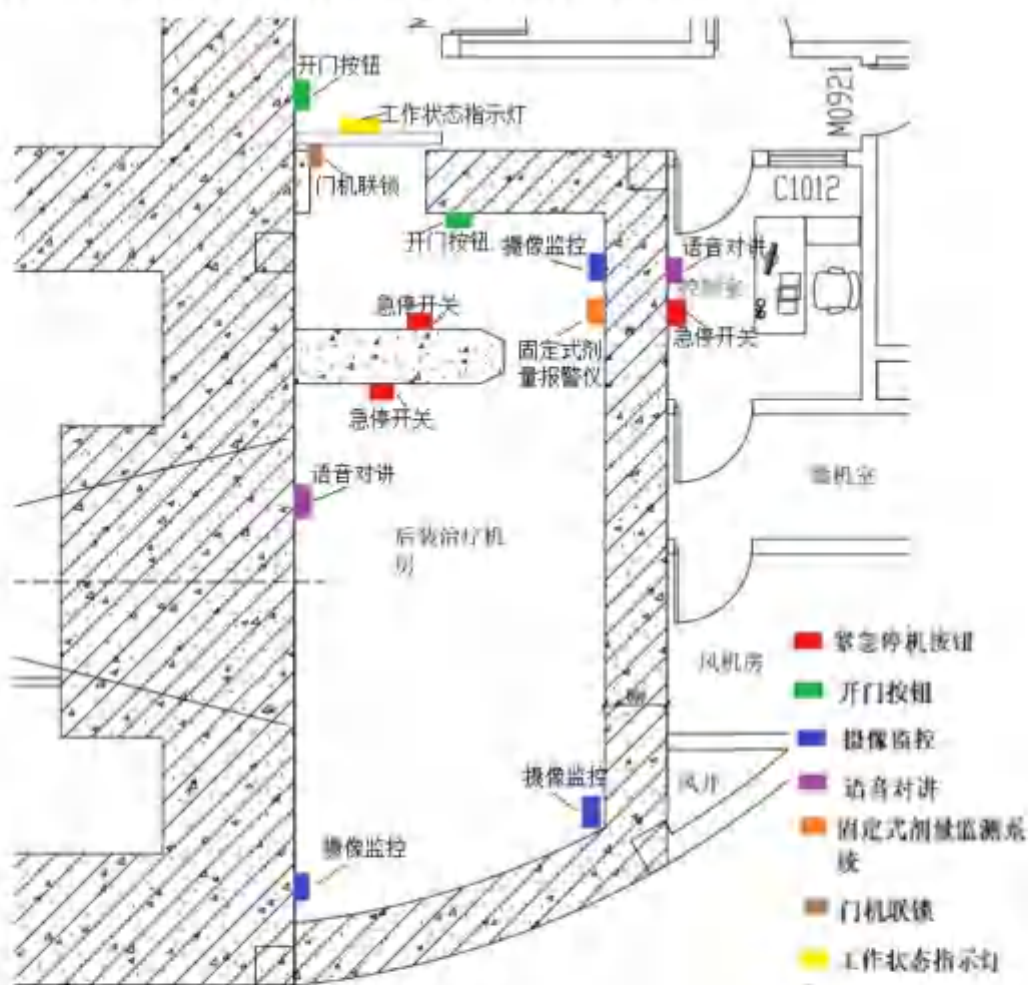 开门按钮
工作状态指示灯
M0921
门机联锁
C1012
开门按钮
摄像监控
语音对讲
控制室
急停开关
固定式剂
量报警仪
急停开关
急停开关
语音对讲
后装治疗机
房
风机房
摄像监控
风井
摄像监控
紧急停机按钮
开门按钮
摄像监控
语音对讲
固定式剂量监测系
统
门机联锁
工作状态指示灯